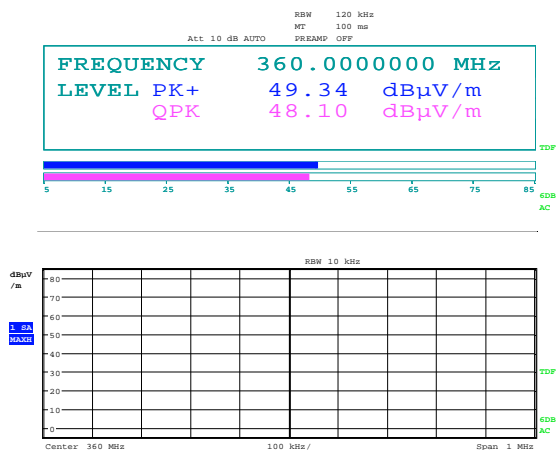 RBW 120 kHz
MT 100 ms
Att 10 dB AUTO PREAMP OFF
FREQUENCY 360.0000000 MHz
LEVEL PK+ 49.34 dBµV/m
QPK 48.10 dBµV/m
TDF
5 15 25 35 45 55 65 75 85
6DB
AC
RBW 10 kHz
dBµV
/m
80
70
60
1 SA
MAXH
50
40
30
TDF
20
10
6DB
0
AC
Center 360 MHz 100 kHz/ Span 1 MHz